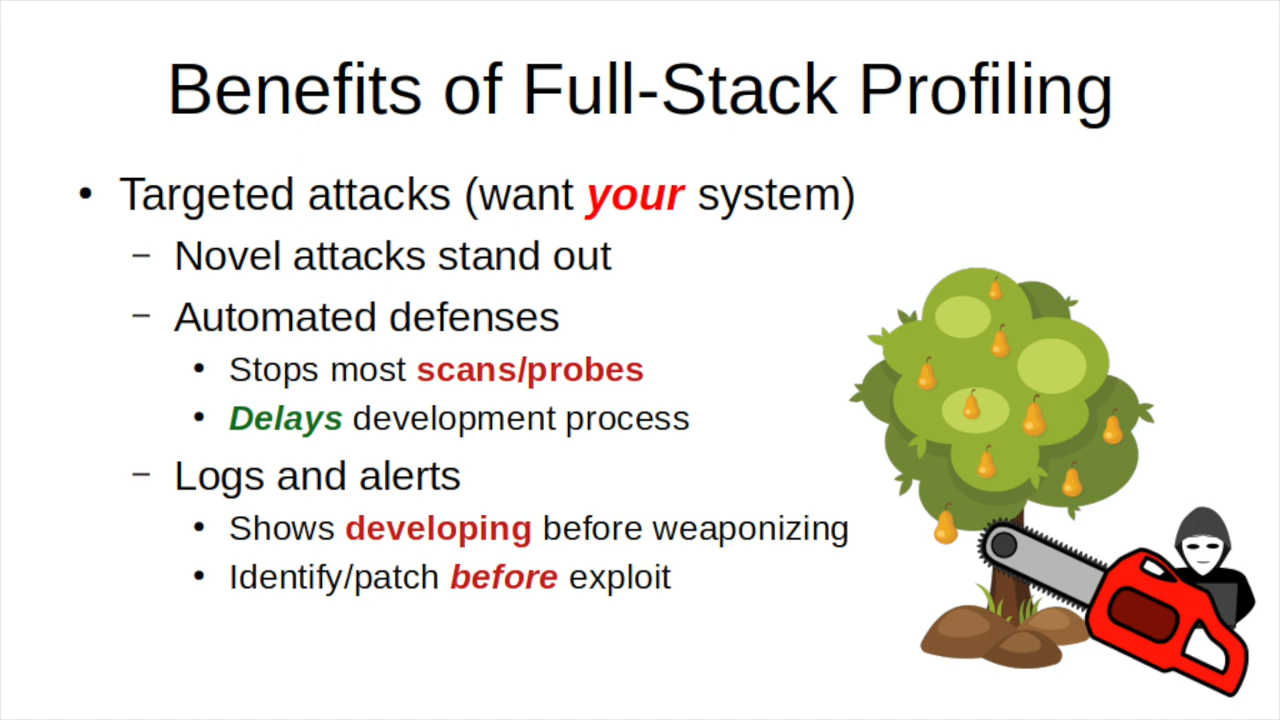 Benefits of Full-Stack Profiling
• Targeted attacks (want your system)
– Novel attacks stand out
– Automated defenses
• Stops most scans/probes
• Delays development process
– Logs and alerts
• Shows developing before weaponizing
• Identify/patch before exploit